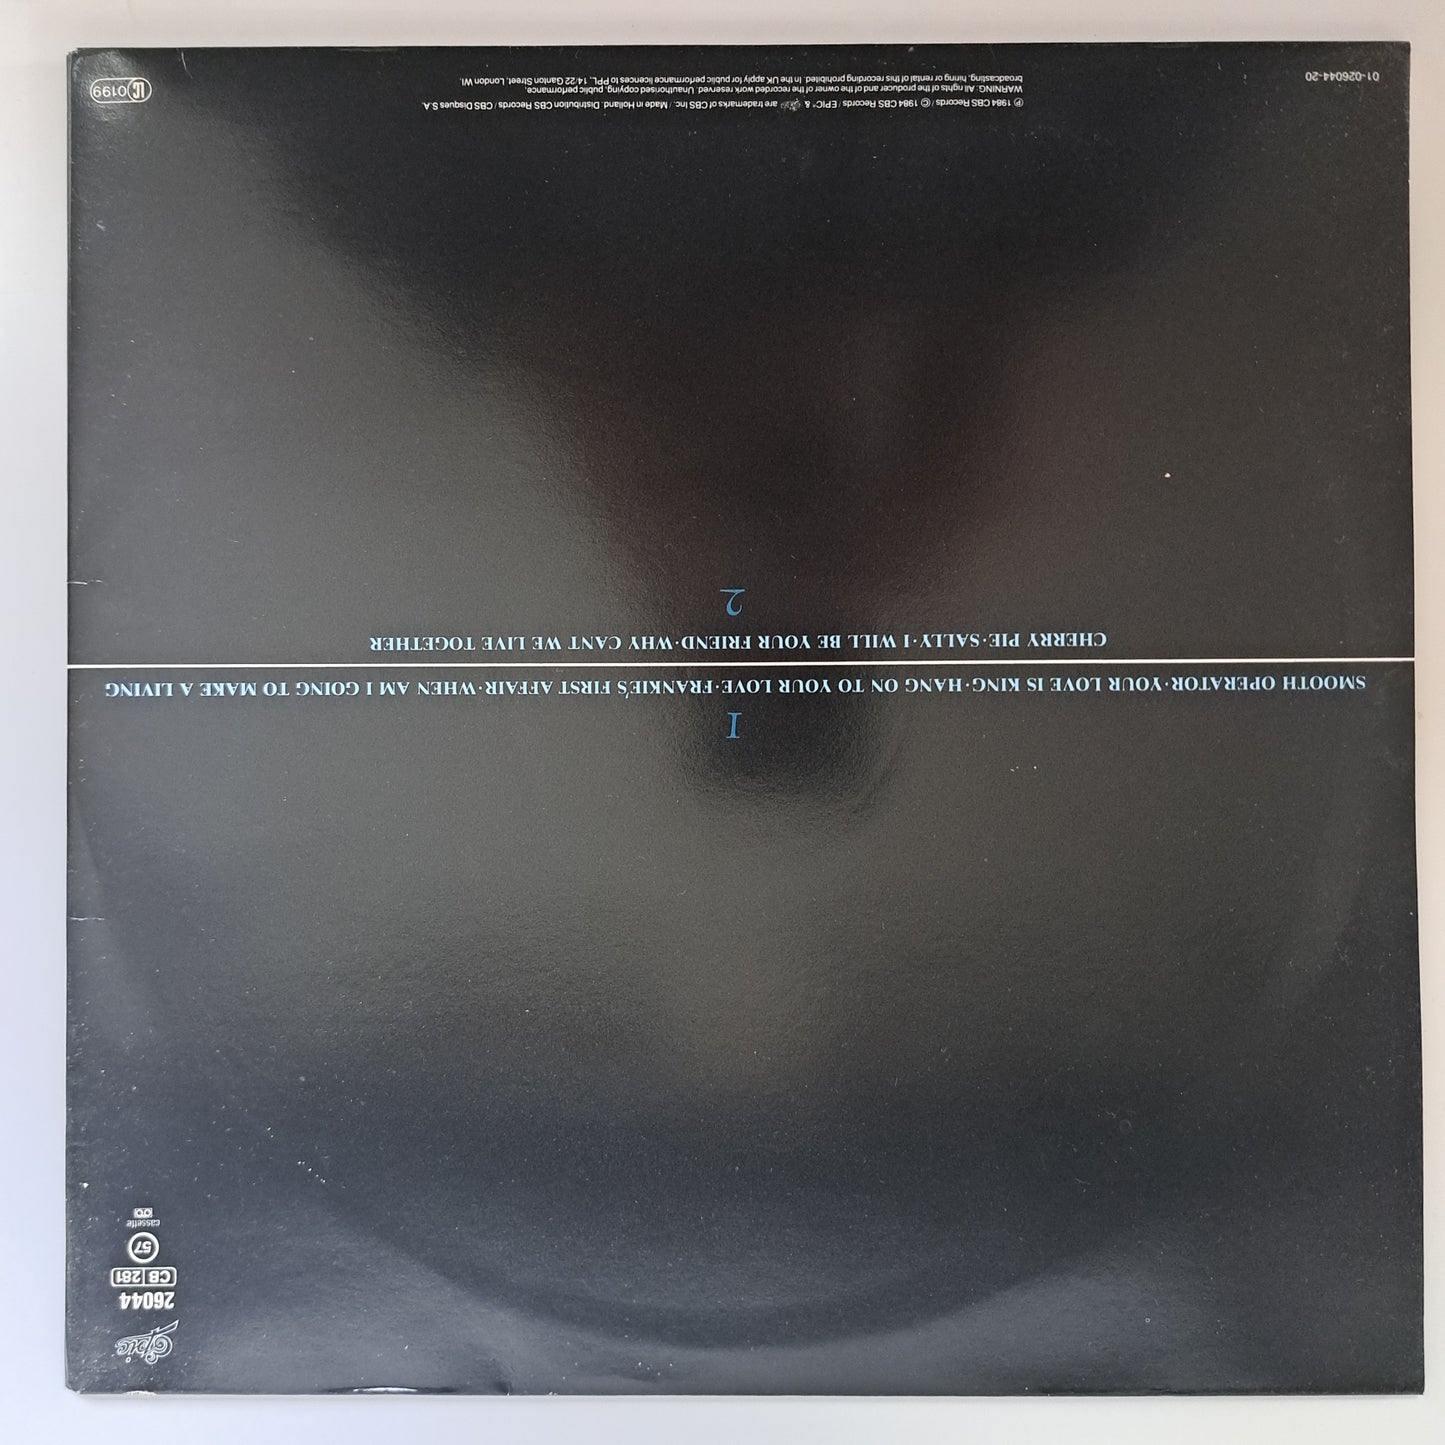 Epic
26044
CB 281
57
cassette
1
SMOOTH OPERATOR·YOUR LOVE IS KING·HANG ON TO YOUR LOVE·FRANKIE'S FIRST AFFAIR·WHEN AM I GOING TO MAKE A LIVING
CHERRY PIE·SALLY·I WILL BE YOUR FRIEND·WHY CANT WE LIVE TOGETHER
2
℗ 1984 CBS Records / © 1984 CBS Records / EPIC® & Epic are trademarks of CBS Inc. / Made in Holland, Distribution CBS Records / CBS Disques S.A.
WARNING: All rights of the producer and of the owner of the recorded work reserved. Unauthorised copying, public performance,
broadcasting, hiring or rental of this recording prohibited. In the UK apply for public performance licences to PPL, 14/22 Ganton Street, London W1.
01-026044-20
LC 0199